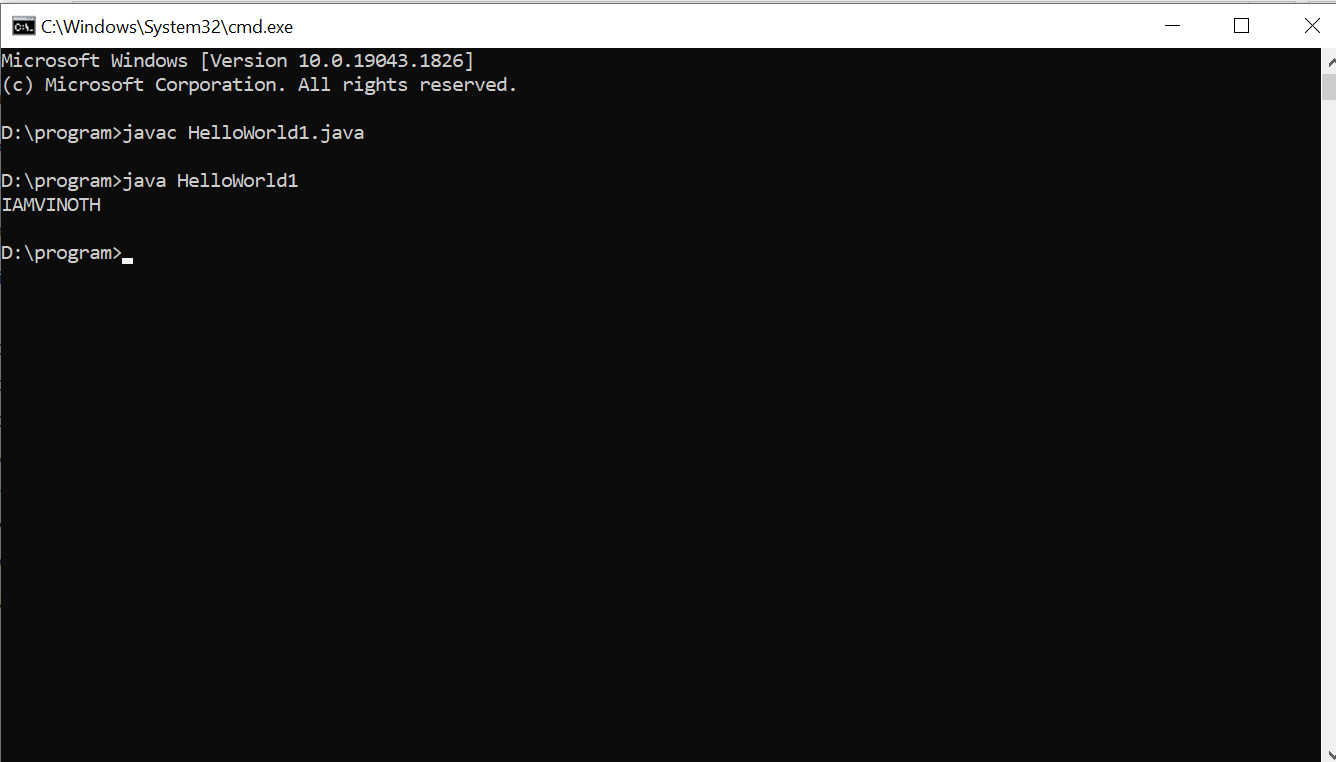 C:\Windows\System32\cmd.exe
Microsoft Windows [Version 10.0.19043.1826]
(c) Microsoft Corporation. All rights reserved.
D:\program>javac HelloWorld1.java
D:\program>java HelloWorld1
IAMVINOTH
D:\program>